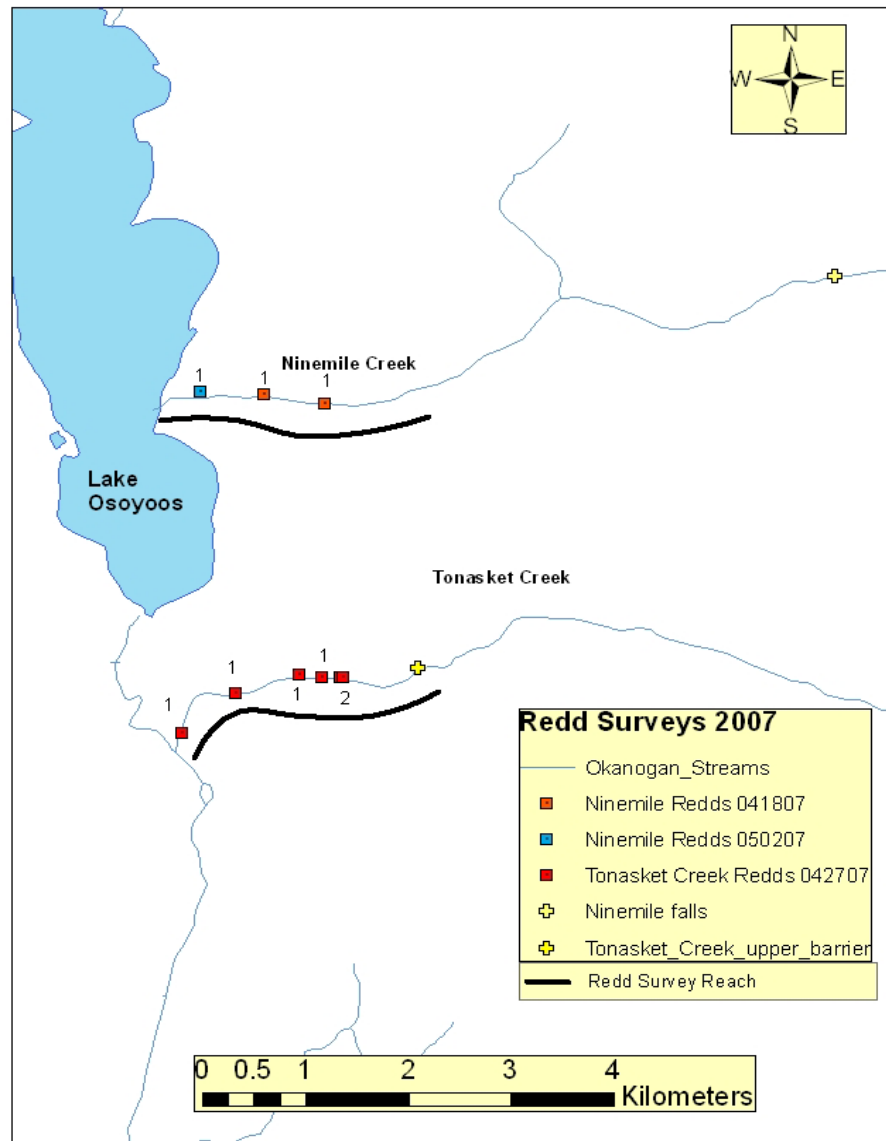 N
W E
S
Ninemile Creek
1 1 1
Lake
Osoyoos
Tonasket Creek
1 1
1 1 2
Redd Surveys 2007
Okanogan_Streams
Ninemile Redds 041807
Ninemile Redds 050207
Tonasket Creek Redds 042707
Ninemile falls
Tonasket_Creek_upper_barrier
Redd Survey Reach
0 0.5 1 2 3 4
Kilometers